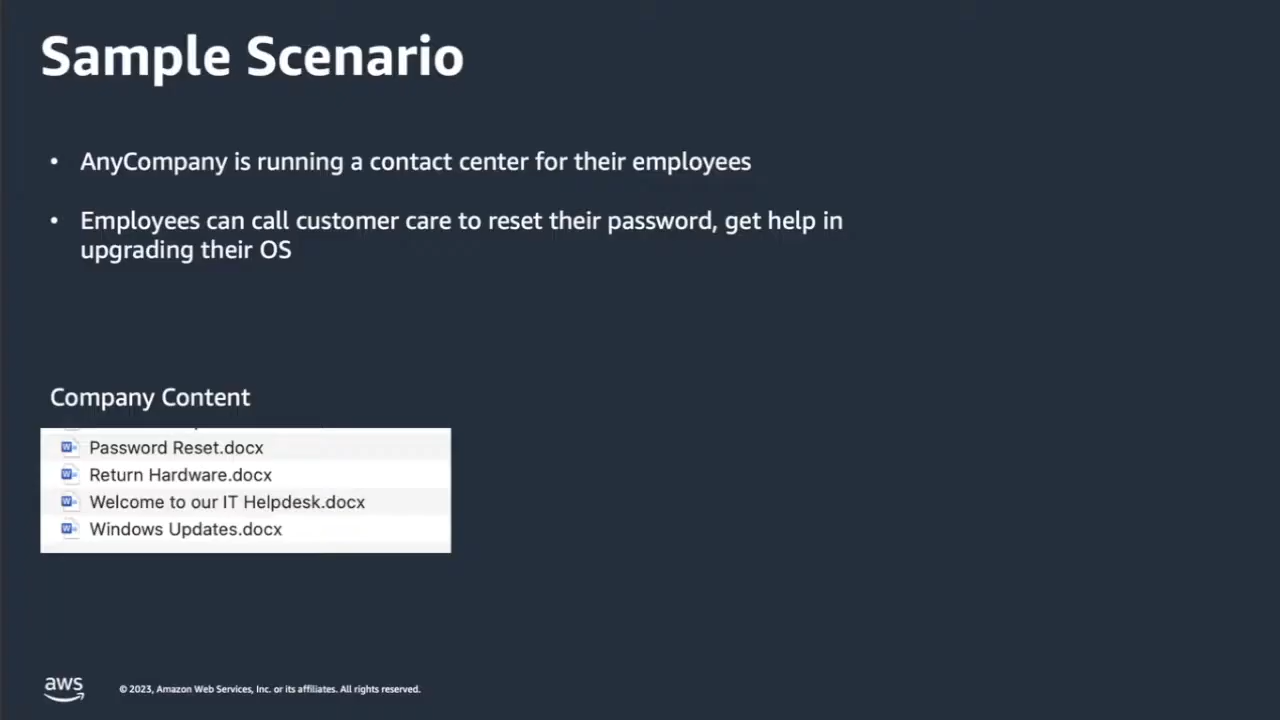 Sample Scenario
• AnyCompany is running a contact center for their employees
• Employees can call customer care to reset their password, get help in
upgrading their OS
Company Content
Password Reset.docx
Return Hardware.docx
Welcome to our IT Helpdesk.docx
Windows Updates.docx
aws
© 2023, Amazon Web Services, Inc. or its affiliates. All rights reserved.